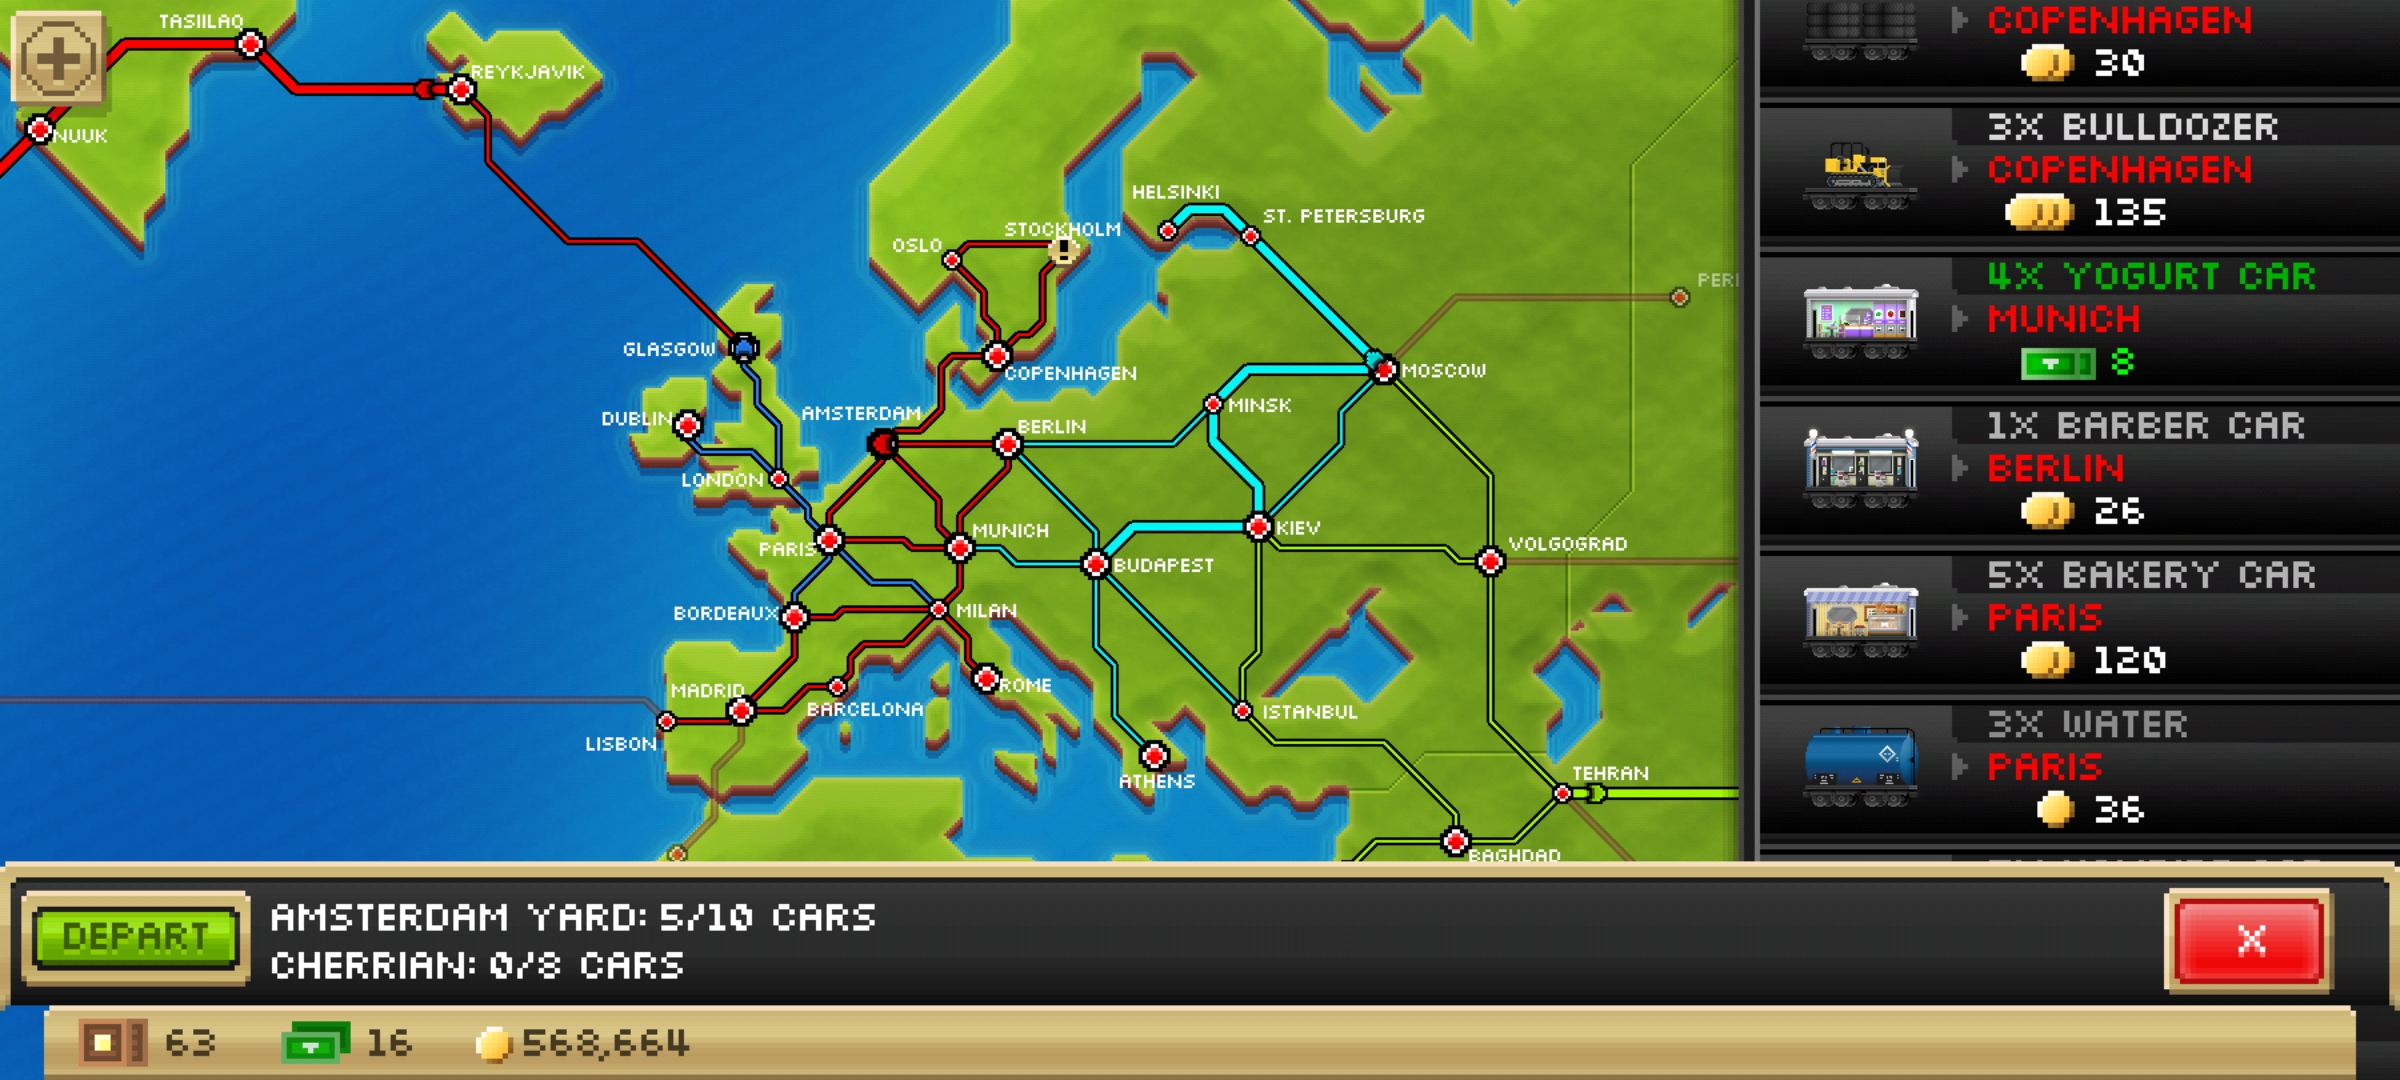 TASIILAQ
REYKJAVIK
NUUK
HELSINKI
ST. PETERSBURG
STOCKHOLM
OSLO
GLASGOW
COPENHAGEN
MOSCOW
MINSK
AMSTERDAM
DUBLIN
BERLIN
LONDON
MUNICH
KIEV
PARIS
BUDAPEST
VOLGOGRAD
BORDEAUX
MILAN
MADRID
ROME
BARCELONA
ISTANBUL
LISBON
ATHENS
TEHRAN
BAGHDAD
COPENHAGEN
30
3X BULLDOZER
COPENHAGEN
135
4X YOGURT CAR
MUNICH
8
1X BARBER CAR
BERLIN
26
5X BAKERY CAR
PARIS
120
3X WATER
PARIS
36
DEPART
AMSTERDAM YARD: 5/10 CARS
CHERRIAN: 0/8 CARS
X
63
16
568,664